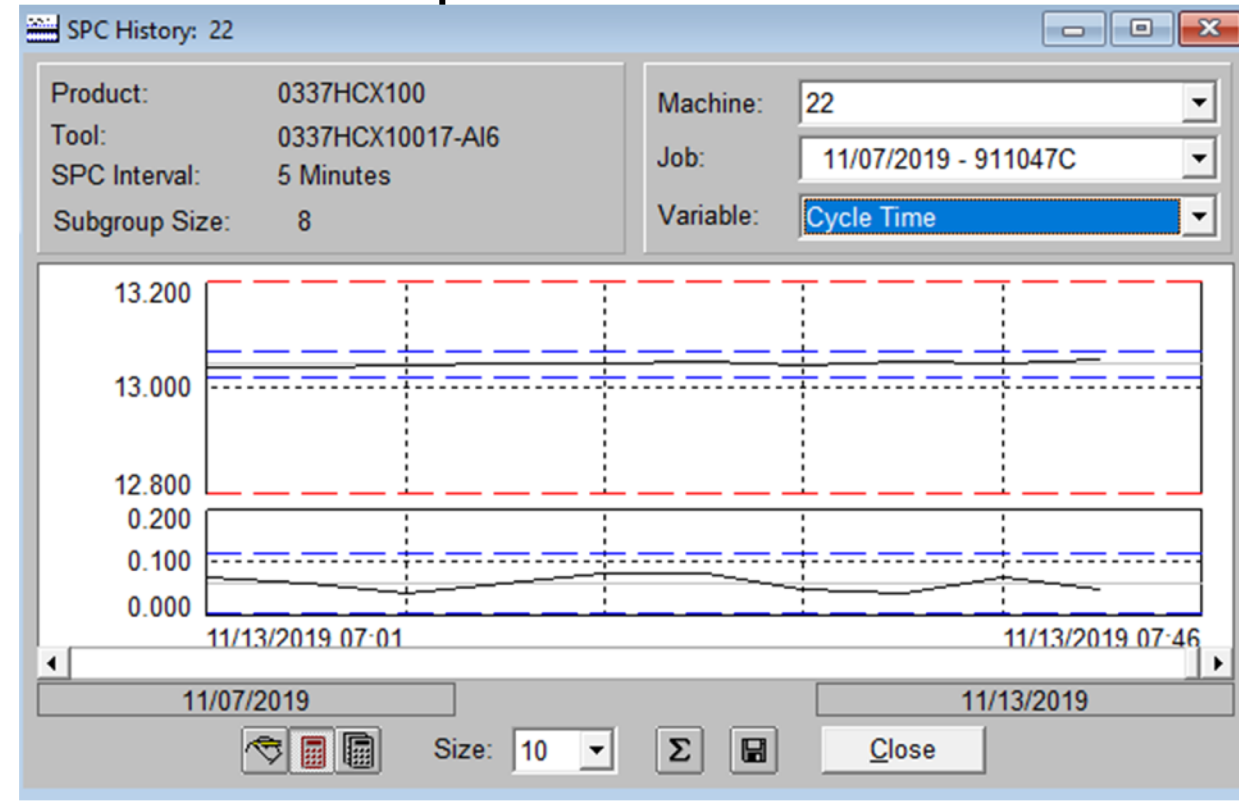 SPC History: 22
Product: 0337HCX100
Tool: 0337HCX10017-AI6
SPC Interval: 5 Minutes
Subgroup Size: 8
Machine: 22
Job: 11/07/2019 - 911047C
Variable: Cycle Time
13.200
13.000
12.800
0.200
0.100
0.000
11/13/2019 07:01 11/13/2019 07:46
11/07/2019 11/13/2019
Size: 10 Σ Close